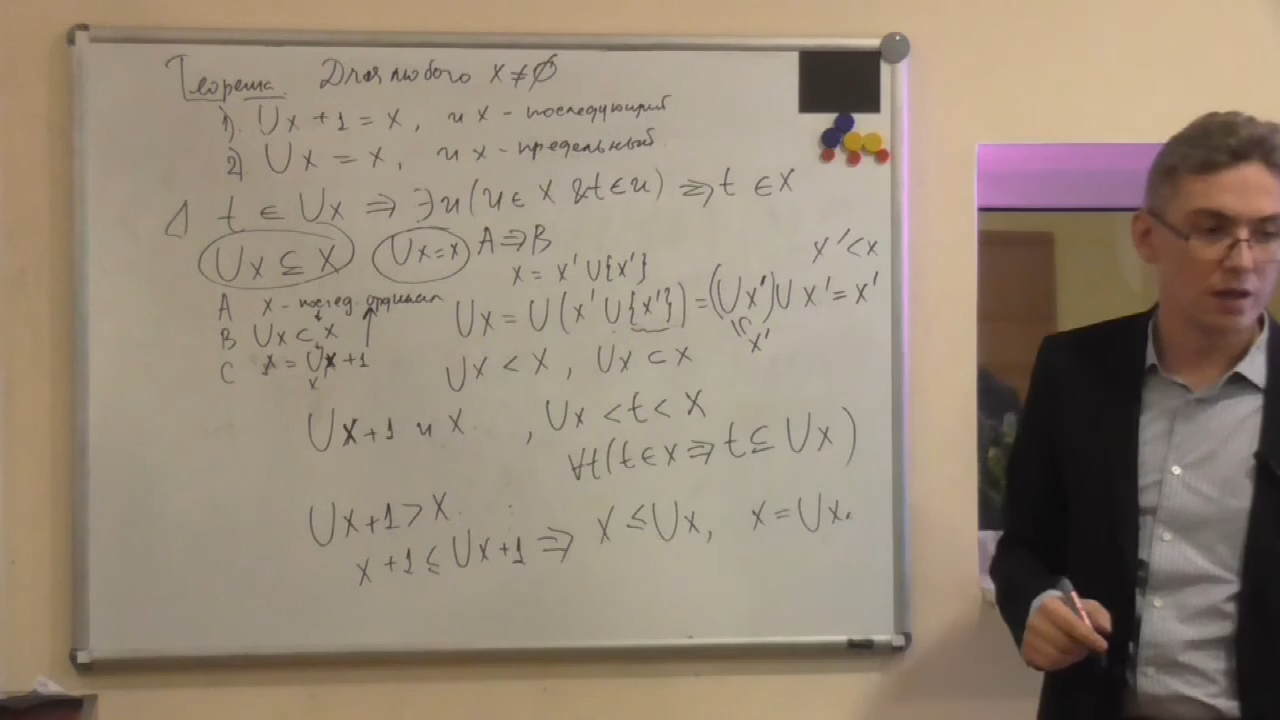 Теорема. Для любого x ≠ ∅
1). ∪x + 1 = x, и x - последующий
2). ∪x = x, и x - предельный
Δ t ∈ ∪x ⇒ ∃u(u ∈ x & t ∈ u) ⇒ t ∈ x
∪x ⊆ x ∪x = x A ⇒ B
x' < x
x = x' ∪ {x'}
A x - послед. ординал
B ∪x ⊂ x
C x = ∪x + 1
∪x = ∪(x' ∪ {x'}) = (∪x') ∪ x' = x'
x'
∪x < x, ∪x ⊂ x
∪x + 1 и x, ∪x < t < x
∀t(t ∈ x ⇒ t ⊆ ∪x)
∪x + 1 > x
x + 1 ≤ ∪x + 1 ⇒ x ≤ ∪x, x = ∪x.